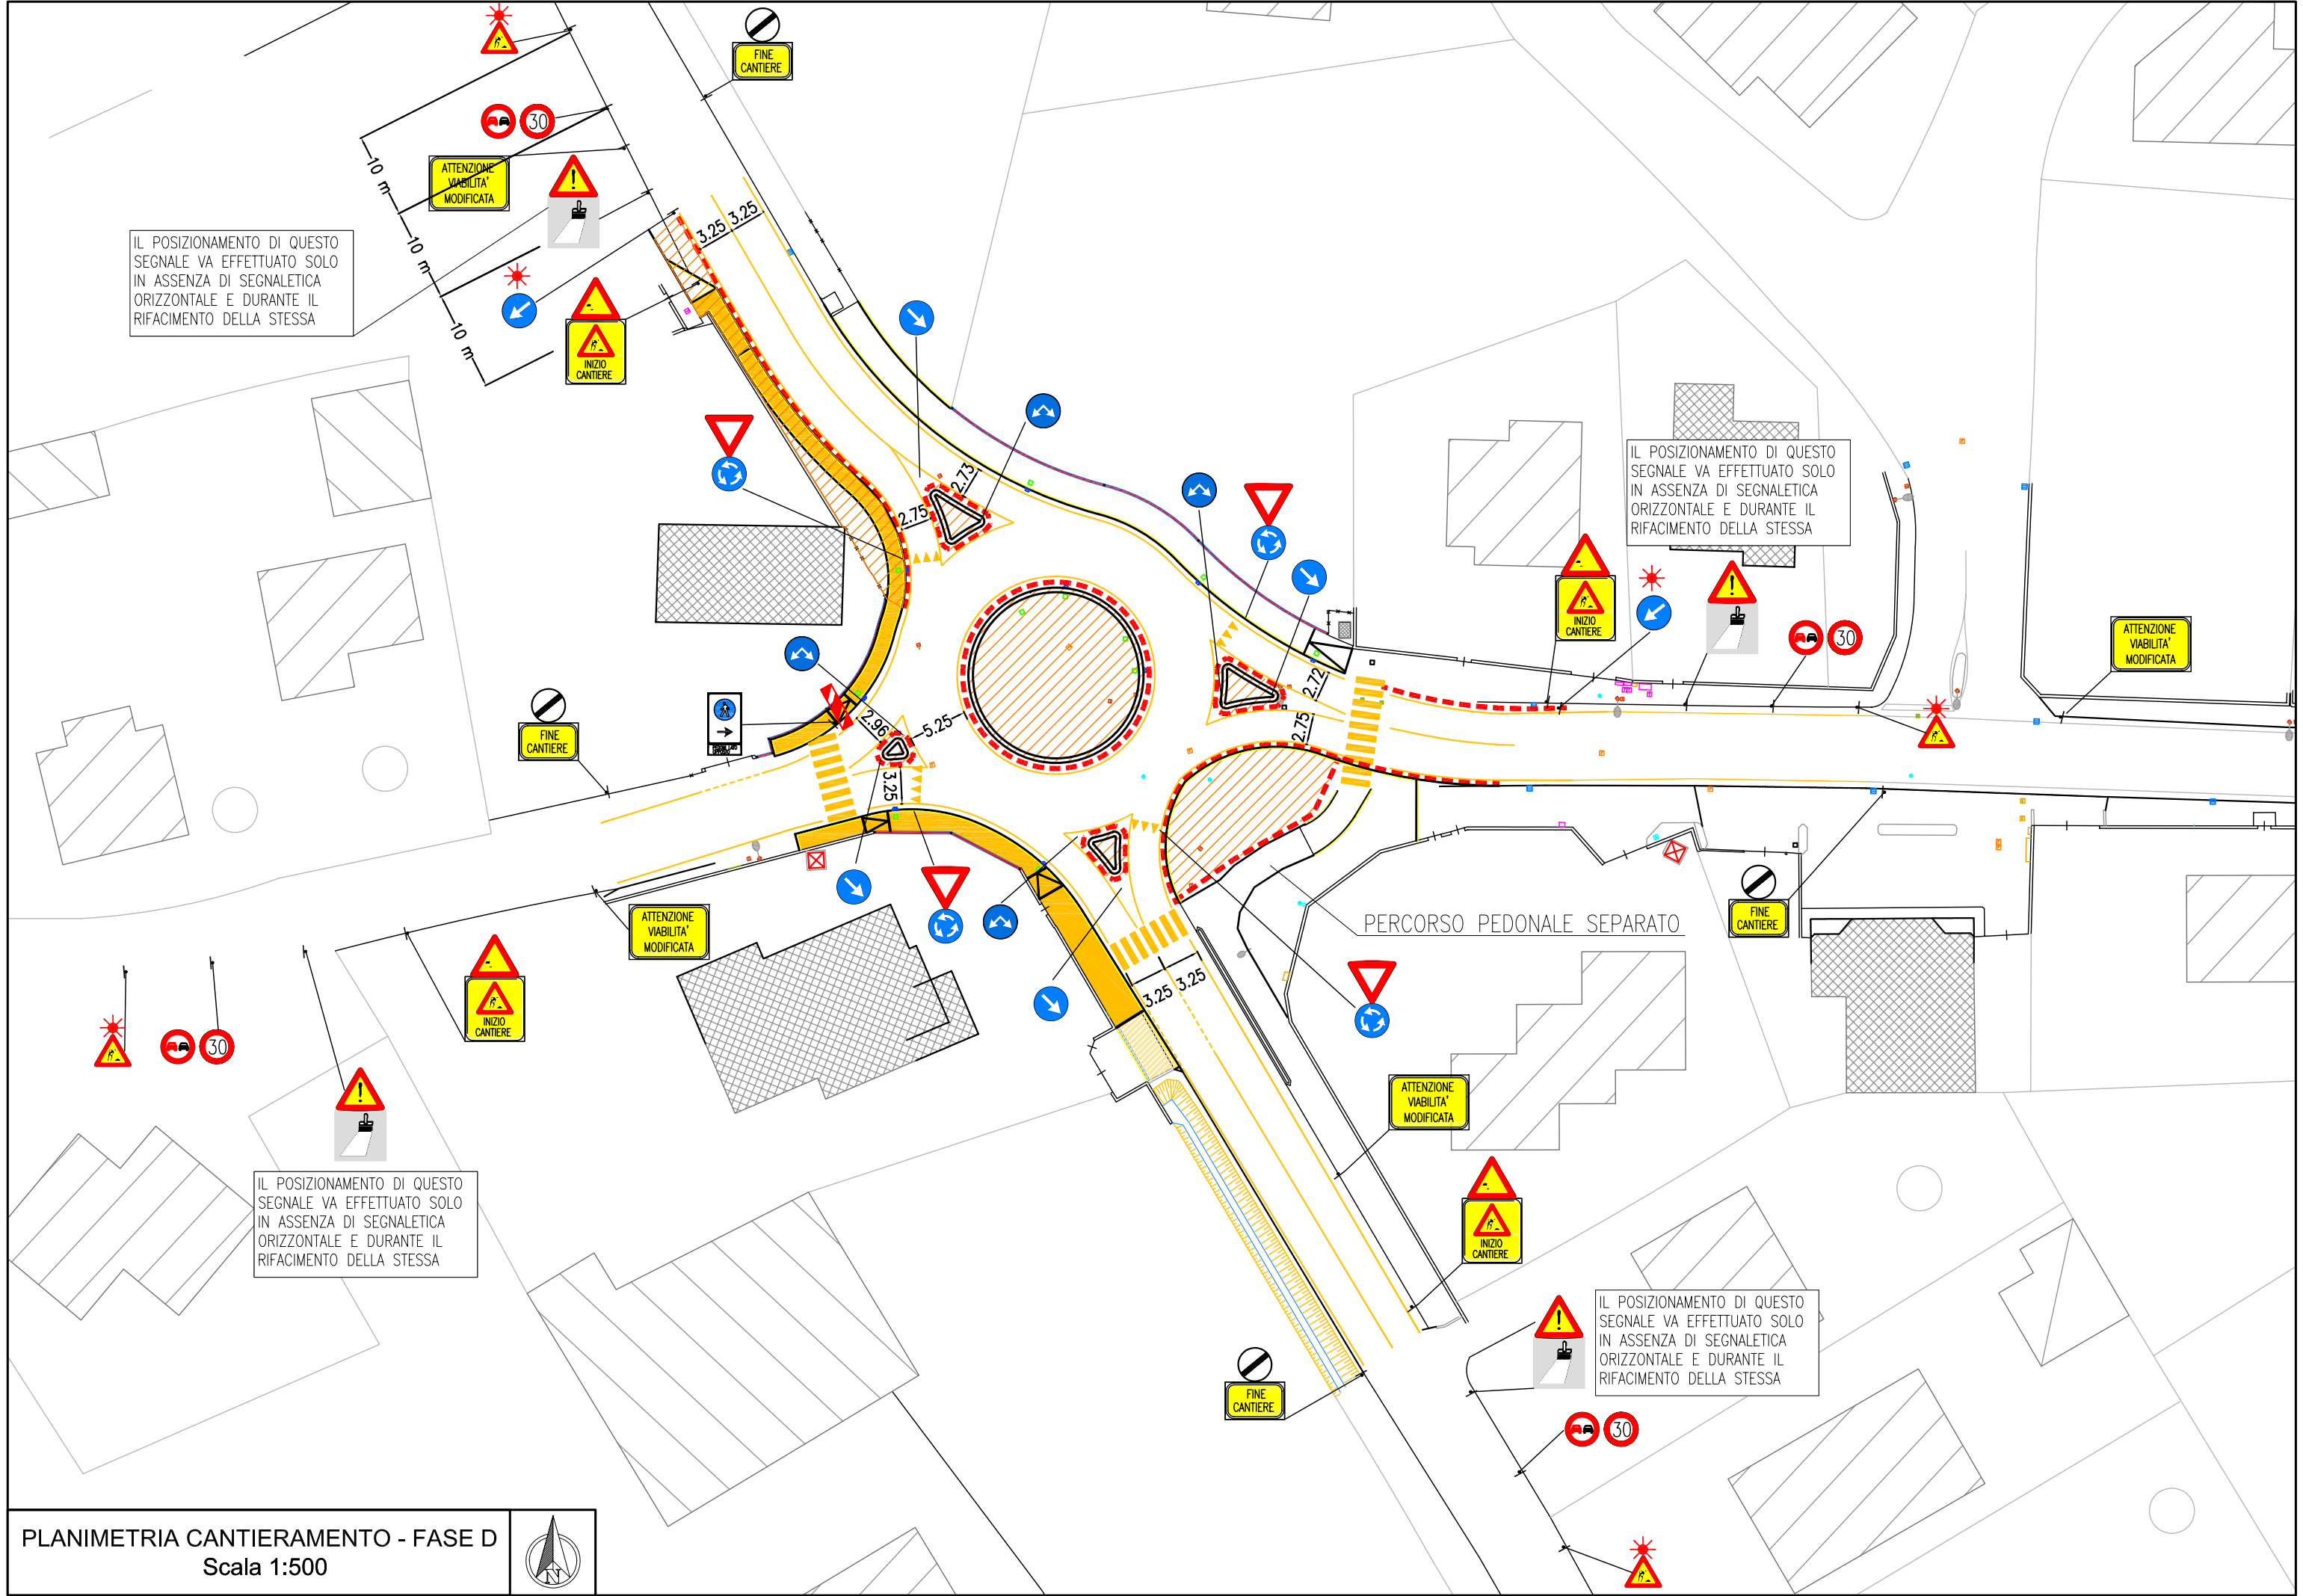 FINE
CANTIERE
30
ATTENZIONE
VIABILITA'
MODIFICATA
10 m
10 m
10 m
IL POSIZIONAMENTO DI QUESTO
SEGNALE VA EFFETTUATO SOLO
IN ASSENZA DI SEGNALETICA
ORIZZONTALE E DURANTE IL
RIFACIMENTO DELLA STESSA
3.25 3.25
INIZIO
CANTIERE
2.73
2.75
IL POSIZIONAMENTO DI QUESTO
SEGNALE VA EFFETTUATO SOLO
IN ASSENZA DI SEGNALETICA
ORIZZONTALE E DURANTE IL
RIFACIMENTO DELLA STESSA
INIZIO
CANTIERE
30
ATTENZIONE
VIABILITA'
MODIFICATA
2.72
2.75
FINE
CANTIERE
2.96
5.25
3.25
ATTENZIONE
VIABILITA'
MODIFICATA
PERCORSO PEDONALE SEPARATO
FINE
CANTIERE
3.25 3.25
INIZIO
CANTIERE
30
ATTENZIONE
VIABILITA'
MODIFICATA
IL POSIZIONAMENTO DI QUESTO
SEGNALE VA EFFETTUATO SOLO
IN ASSENZA DI SEGNALETICA
ORIZZONTALE E DURANTE IL
RIFACIMENTO DELLA STESSA
INIZIO
CANTIERE
IL POSIZIONAMENTO DI QUESTO
SEGNALE VA EFFETTUATO SOLO
IN ASSENZA DI SEGNALETICA
ORIZZONTALE E DURANTE IL
RIFACIMENTO DELLA STESSA
FINE
CANTIERE
30
PLANIMETRIA CANTIERAMENTO - FASE D
Scala 1:500
N